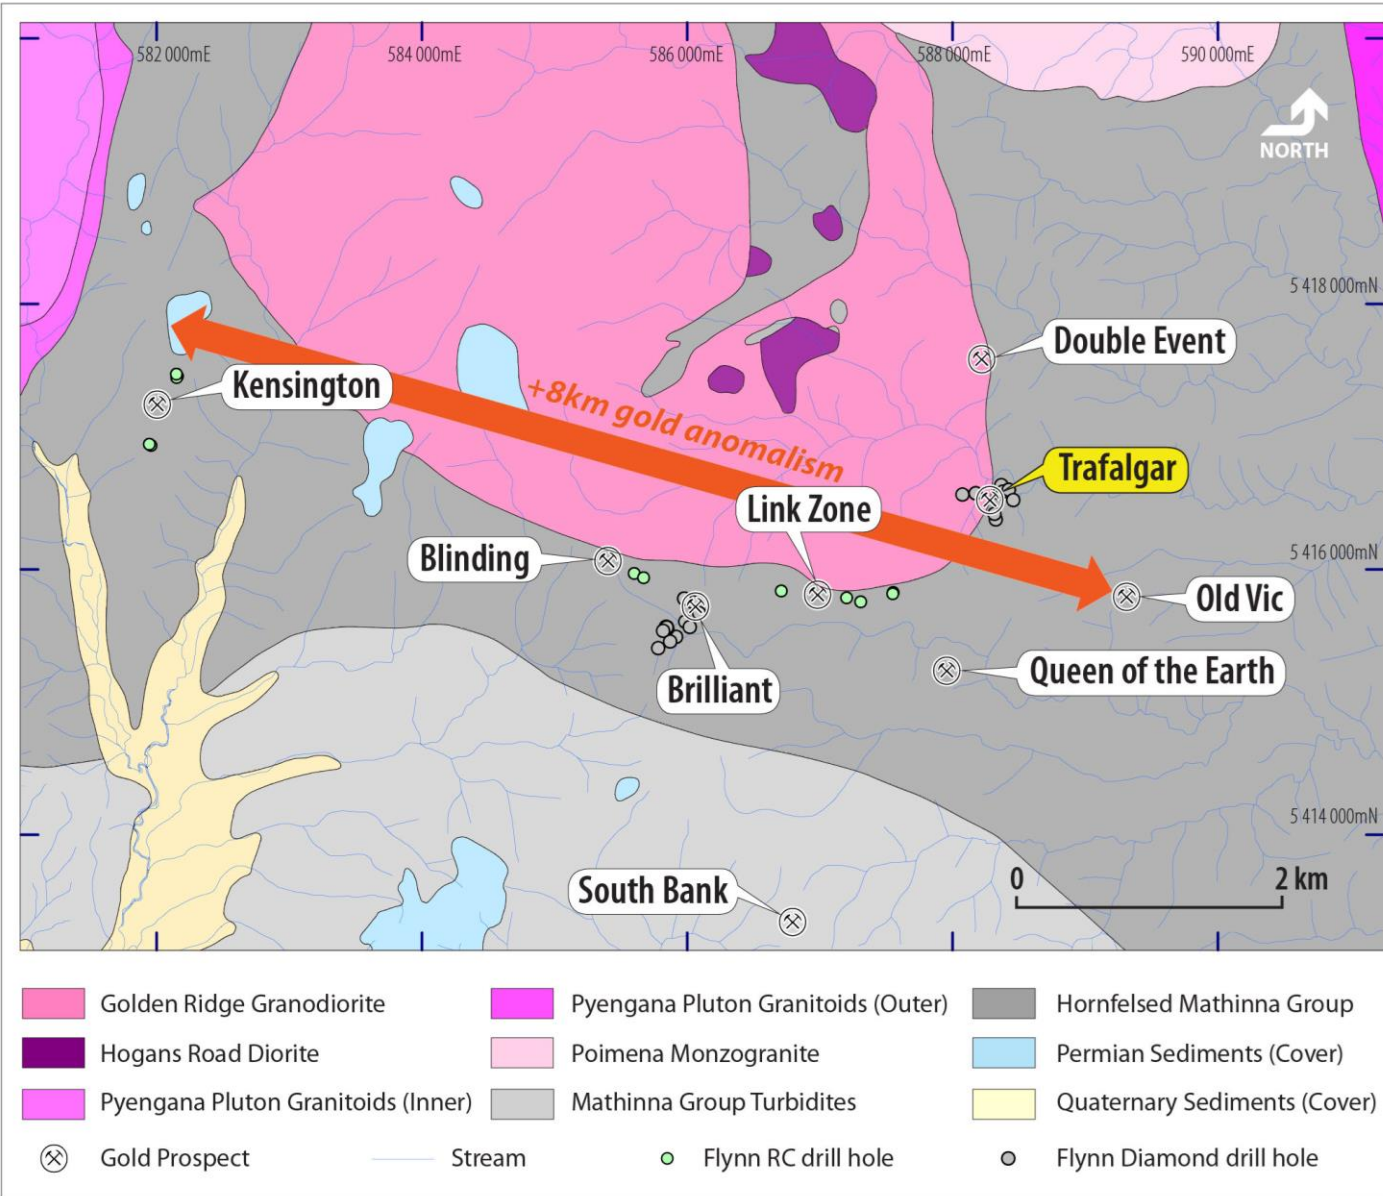 582 000mE
584 000mE
586 000mE
588 000mE
590 000mE
NORTH
5 418 000mN
Double Event
Kensington
+8km gold anomalism
Trafalgar
Link Zone
Blinding
5 416 000mN
Old Vic
Queen of the Earth
Brilliant
5 414 000mN
South Bank
0
2 km
Golden Ridge Granodiorite
Pyengana Pluton Granitoids (Outer)
Hornfelsed Mathinna Group
Hogans Road Diorite
Poimena Monzogranite
Permian Sediments (Cover)
Pyengana Pluton Granitoids (Inner)
Mathinna Group Turbidites
Quaternary Sediments (Cover)
Gold Prospect
Stream
Flynn RC drill hole
Flynn Diamond drill hole